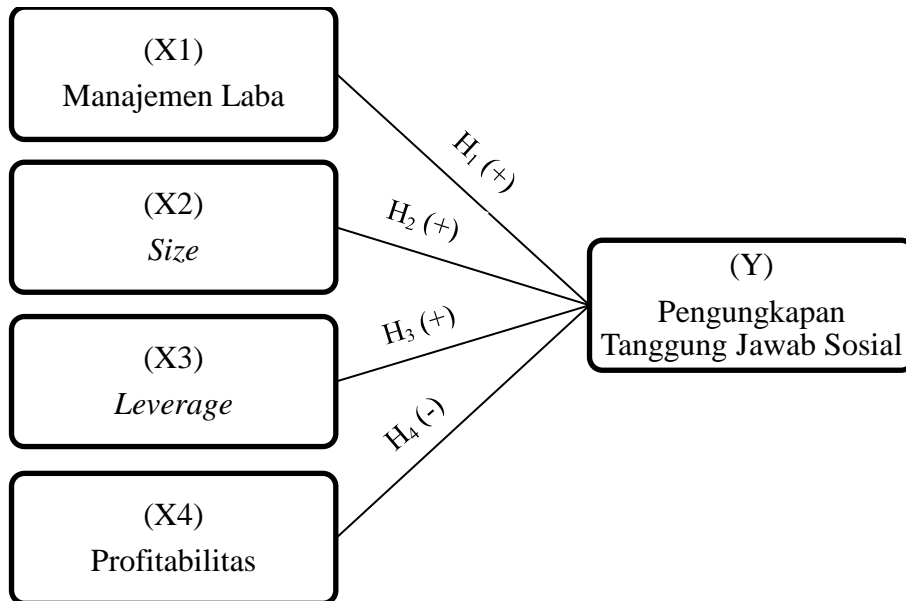 (X1)
Manajemen Laba
H₁ (+)
(X2)
Size
H₂ (+)
(Y)
Pengungkapan
Tanggung Jawab Sosial
(X3)
Leverage
H₃ (+)
H₄ (-)
(X4)
Profitabilitas